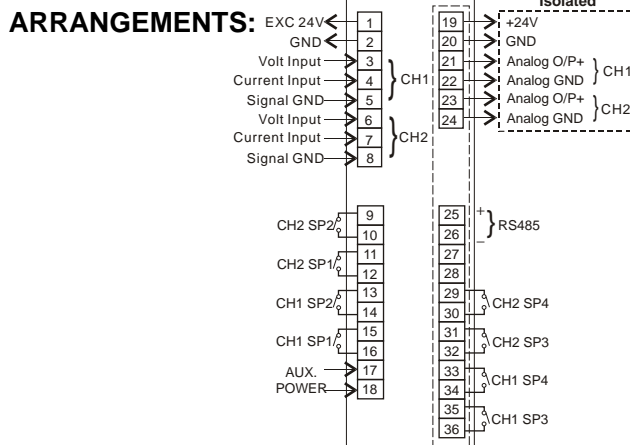 ARRANGEMENTS:
Isolated
EXC 24V 1
GND 2
Volt Input 3
Current Input 4
Signal GND 5
CH1
Volt Input 6
Current Input 7
Signal GND 8
CH2
19 +24V
20 GND
21 Analog O/P+
22 Analog GND
CH1
23 Analog O/P+
24 Analog GND
CH2
CH2 SP2 9
10
CH2 SP1 11
12
CH1 SP2 13
14
CH1 SP1 15
16
AUX. 17
POWER 18
25 +
26 –
RS485
27
28
29
30
CH2 SP4
31
32
CH2 SP3
33
34
CH1 SP4
35
36
CH1 SP3